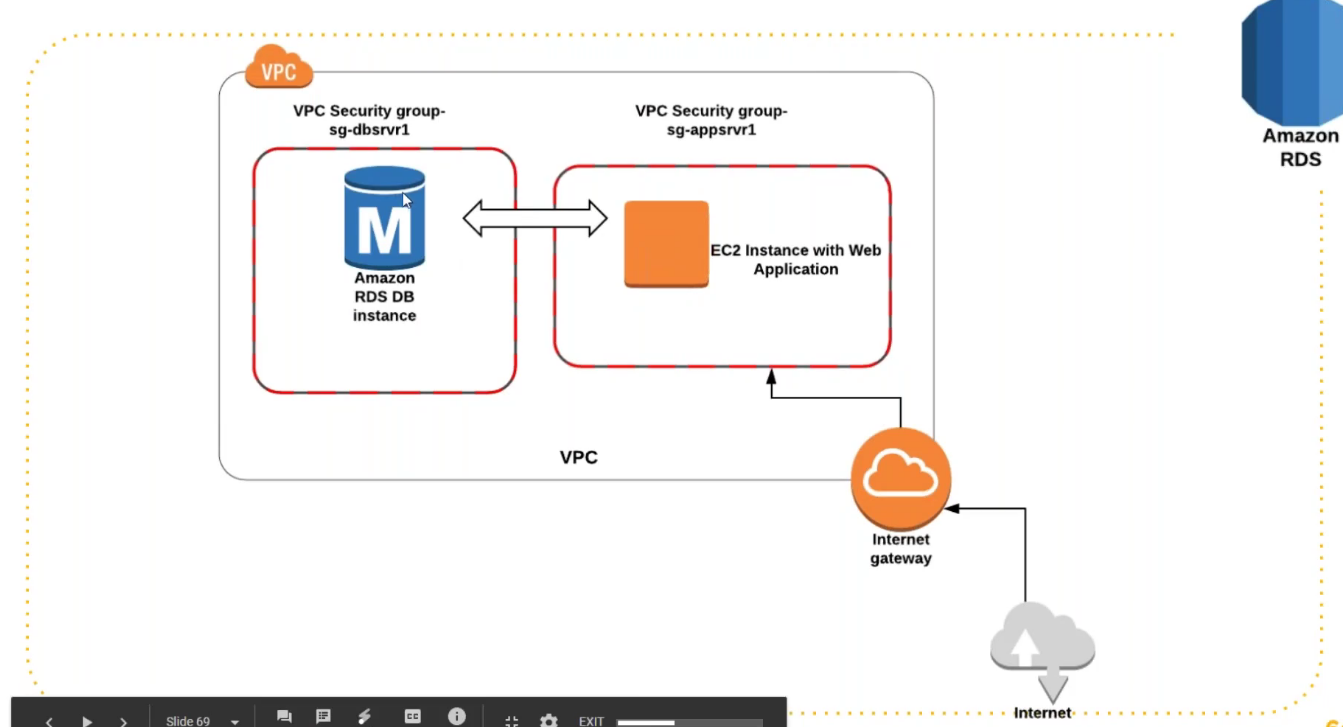 VPC
VPC Security group-
sg-dbsrvr1
VPC Security group-
sg-appsrvr1
Amazon
RDS
M
Amazon
RDS DB
instance
EC2 Instance with Web
Application
VPC
Internet
gateway
Internet
Slide 69
CC
EXIT